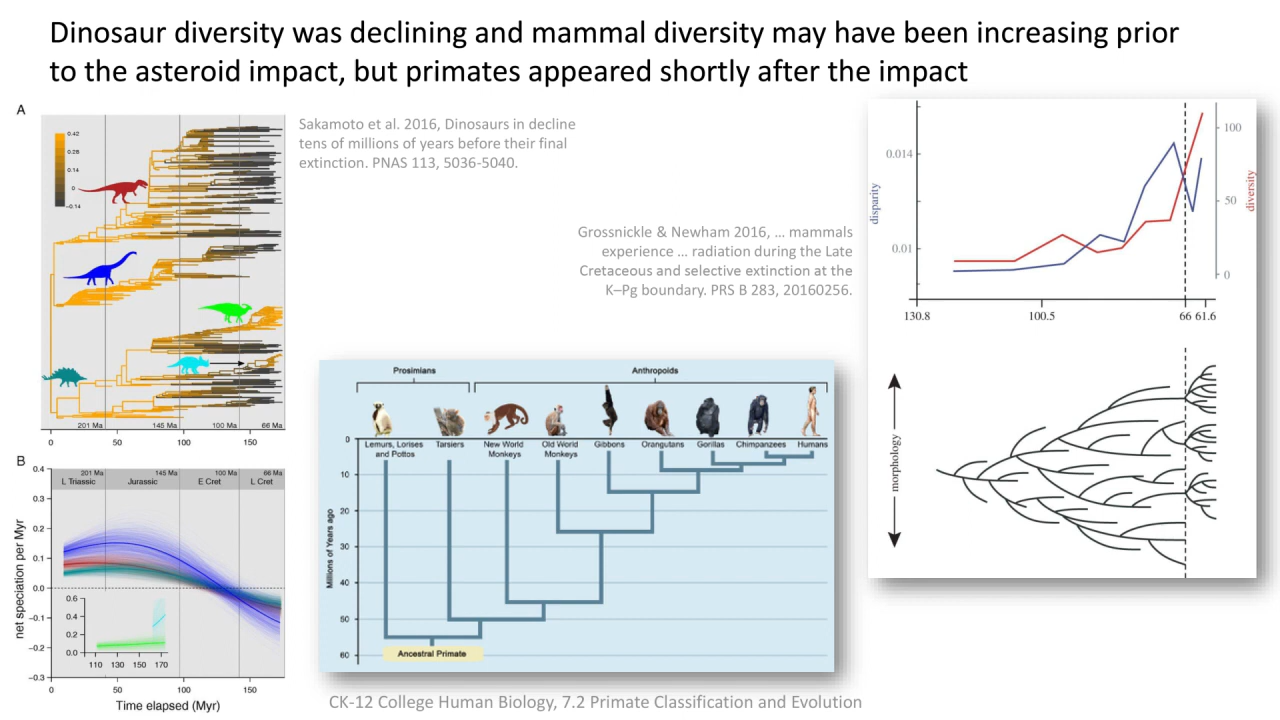 Dinosaur diversity was declining and mammal diversity may have been increasing prior
to the asteroid impact, but primates appeared shortly after the impact
A
0.42
0.28
0.14
0
−0.14
201 Ma
145 Ma
100 Ma
66 Ma
0
50
100
150
Sakamoto et al. 2016, Dinosaurs in decline
tens of millions of years before their final
extinction. PNAS 113, 5036-5040.
Grossnickle & Newham 2016, … mammals
experience … radiation during the Late
Cretaceous and selective extinction at the
K–Pg boundary. PRS B 283, 20160256.
B
201 Ma
145 Ma
100 Ma
66 Ma
L Triassic
Jurassic
E Cret
L Cret
net speciation per Myr
0.4
0.3
0.2
0.1
0.0
−0.1
−0.2
−0.3
0.6
0.4
0.2
0.0
110 130 150 170
0
50
100
150
Time elapsed (Myr)
Prosimians
Anthropoids
Lemurs, Lorises
and Pottos
Tarsiers
New World
Monkeys
Old World
Monkeys
Gibbons
Orangutans
Gorillas
Chimpanzees
Humans
Millions of Years ago
0
10
20
30
40
50
60
Ancestral Primate
CK-12 College Human Biology, 7.2 Primate Classification and Evolution
disparity
0.014
0.01
diversity
100
50
0
130.8
100.5
66 61.6
morphology